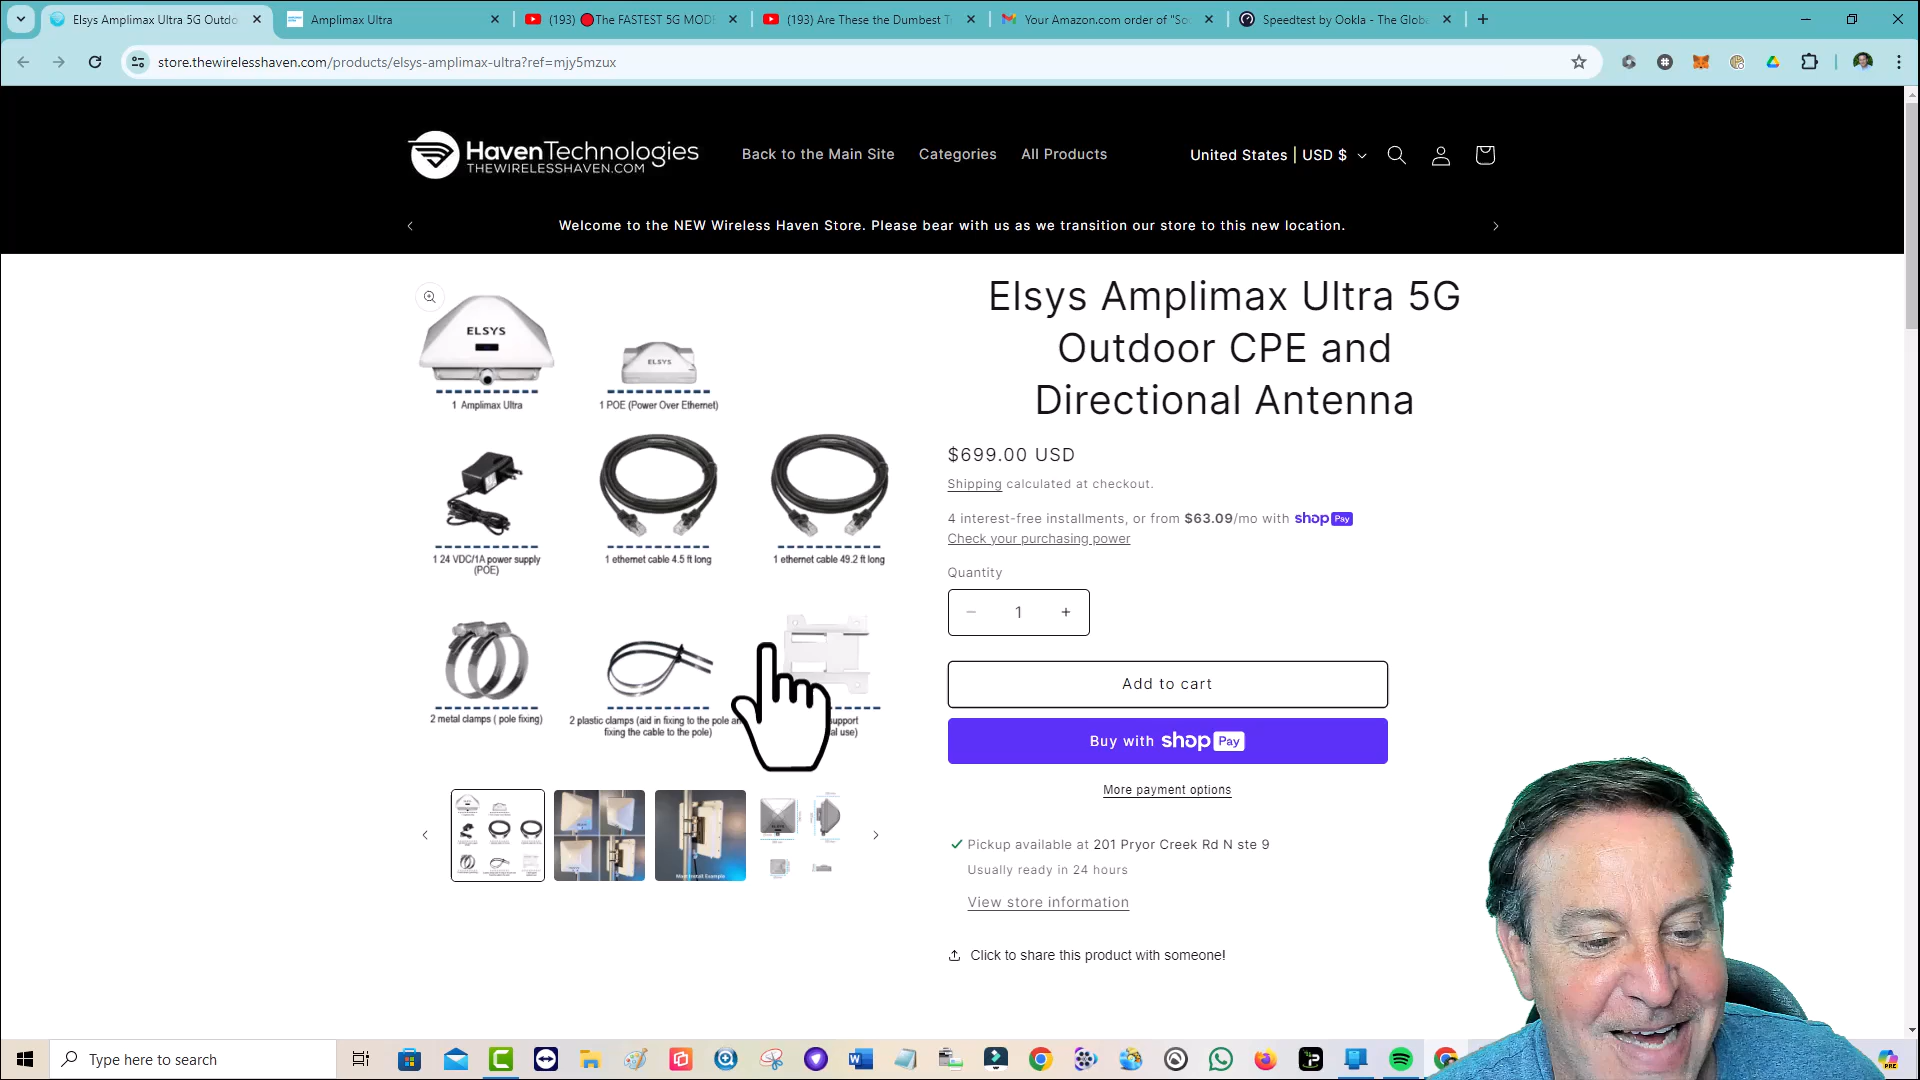 Elsys Amplimax Ultra 5G Outdo
Amplimax Ultra
(193) 🔴The FASTEST 5G MODE
(193) Are These the Dumbest T
Your Amazon.com order of "So
Speedtest by Ookla - The Glob
store.thewirelesshaven.com/products/elsys-amplimax-ultra?ref=mjy5mzux
HavenTechnologies
THEWIRELESSHAVEN.COM
Back to the Main Site
Categories
All Products
United States | USD $
Welcome to the NEW Wireless Haven Store. Please bear with us as we transition our store to this new location.
ELSYS
1 Amplimax Ultra
ELSYS
1 POE (Power Over Ethernet)
1 24 VDC/1A power supply
(POE)
1 ethernet cable 4.5 ft long
1 ethernet cable 49.2 ft long
2 metal clamps ( pole fixing)
2 plastic clamps (aid in fixing to the pole an
fixing the cable to the pole)
support
al use)
Mast Install Example
Elsys Amplimax Ultra 5G
Outdoor CPE and
Directional Antenna
$699.00 USD
Shipping calculated at checkout.
4 interest-free installments, or from $63.09/mo with shop Pay
Check your purchasing power
Quantity
− 1 +
Add to cart
Buy with shop Pay
More payment options
Pickup available at 201 Pryor Creek Rd N ste 9
Usually ready in 24 hours
View store information
Click to share this product with someone!
Type here to search
PRE